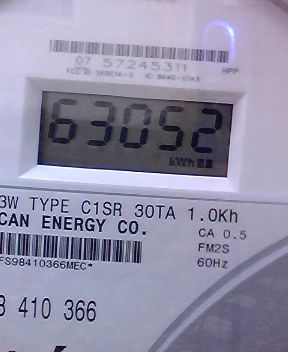 07 57245311
HPP
63052
kWh
3W TYPE C1SR 30TA 1.0Kh
CAN ENERGY CO.
CA 0.5
FM2S
60Hz
FS98410366MEC*
410 366